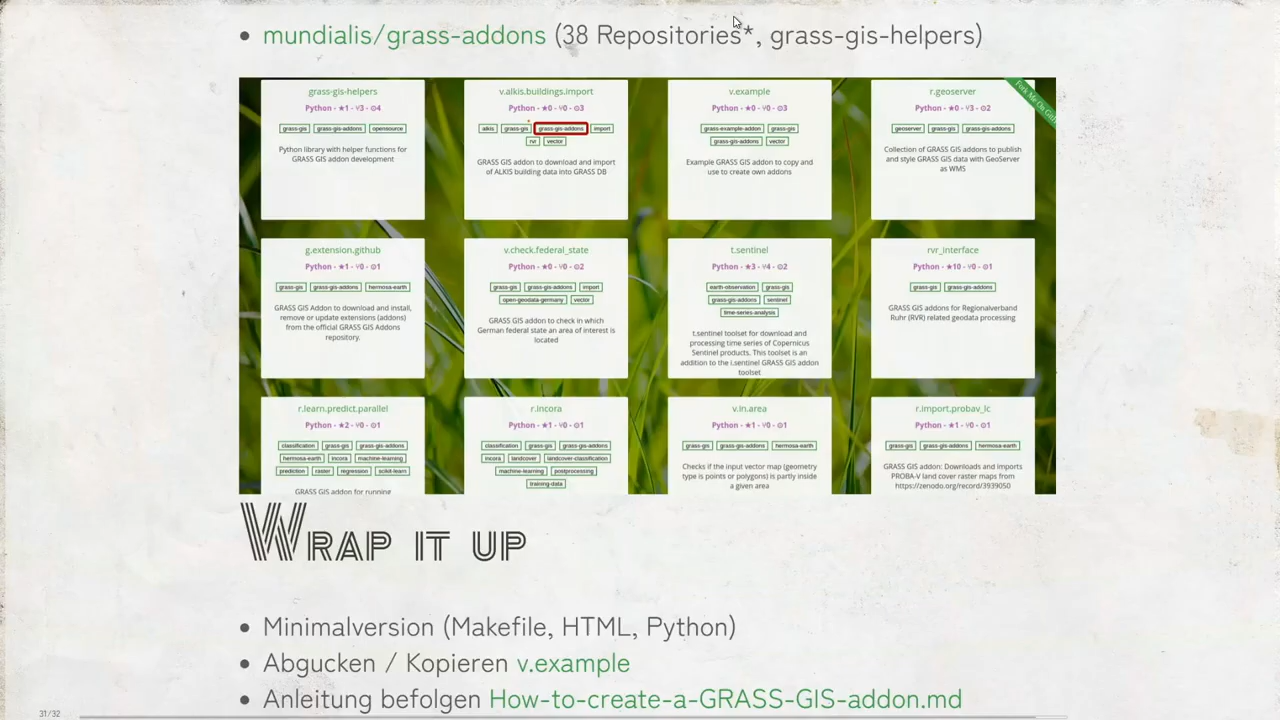 mundialis/grass-addons (38 Repositories*, grass-gis-helpers)
grass-gis-helpers
Python - ★1 - ⑂3 - ⊙4
grass-gis grass-gis-addons opensource
Python library with helper functions for
GRASS GIS addon development
v.alkis.buildings.import
Python - ★0 - ⑂0 - ⊙3
alkis grass-gis grass-gis-addons import
rvr vector
GRASS GIS addon to download and import
of ALKIS building data into GRASS DB
v.example
Python - ★0 - ⑂0 - ⊙3
grass-example-addon grass-gis
grass-gis-addons vector
Example GRASS GIS addon to copy and
use to create own addons
r.geoserver
Python - ★0 - ⑂3 - ⊙2
geoserver grass-gis grass-gis-addons
Collection of GRASS GIS addons to publish
and style GRASS GIS data with GeoServer
as WMS
Fork Me On
g.extension.github
Python - ★1 - ⑂0 - ⊙1
grass-gis grass-gis-addons hermosa-earth
GRASS GIS Addon to download and install,
remove or update extensions (addons)
from the official GRASS GIS Addons
repository.
v.check.federal_state
Python - ★0 - ⑂0 - ⊙2
grass-gis grass-gis-addons import
open-geodata-germany vector
GRASS GIS addon to check in which
German federal state an area of interest is
located
t.sentinel
Python - ★3 - ⑂4 - ⊙2
earth-observation grass-gis
grass-gis-addons sentinel
time-series-analysis
t.sentinel toolset for download and
processing time series of Copernicus
Sentinel products. This toolset is an
addition to the i.sentinel GRASS GIS addon
toolset
rvr_interface
Python - ★10 - ⑂0 - ⊙1
grass-gis grass-gis-addons
GRASS GIS addons for Regionalverband
Ruhr (RVR) related geodata processing
r.learn.predict.parallel
Python - ★2 - ⑂0 - ⊙1
classification grass-gis grass-gis-addons
hermosa-earth incora machine-learning
prediction raster regression scikit-learn
GRASS GIS addon for running
r.incora
Python - ★1 - ⑂0 - ⊙1
classification grass-gis grass-gis-addons
incora landcover landcover-classification
machine-learning postprocessing
training-data
v.in.area
Python - ★1 - ⑂0 - ⊙1
grass-gis grass-gis-addons hermosa-earth
Checks if the input vector map (geometry
type is points or polygons) is partly inside
a given area
r.import.probav_lc
Python - ★1 - ⑂0 - ⊙1
grass-gis grass-gis-addons hermosa-earth
GRASS GIS addon: Downloads and imports
PROBA-V land cover raster maps from
https://zenodo.org/record/3939050
Wrap it up
Minimalversion (Makefile, HTML, Python)
Abgucken / Kopieren v.example
Anleitung befolgen How-to-create-a-GRASS-GIS-addon.md
31/32